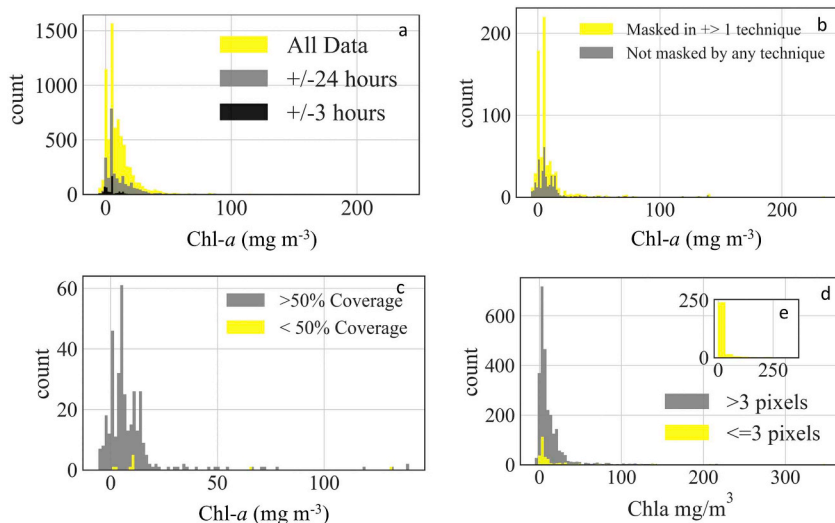 a
1500
All Data
+/-24 hours
1000
+/-3 hours
count
500
0
0 100 200
Chl-a (mg m-3)
b
Masked in +> 1 technique
200
Not masked by any technique
count
100
0
0 100 200
Chl-a (mg m-3)
c
60
>50% Coverage
< 50% Coverage
40
count
20
0
0 50 100
Chl-a (mg m-3)
d
250
e
600
0
0 250
400
count
>3 pixels
200
<=3 pixels
0
0 100 200 300
Chla mg/m3